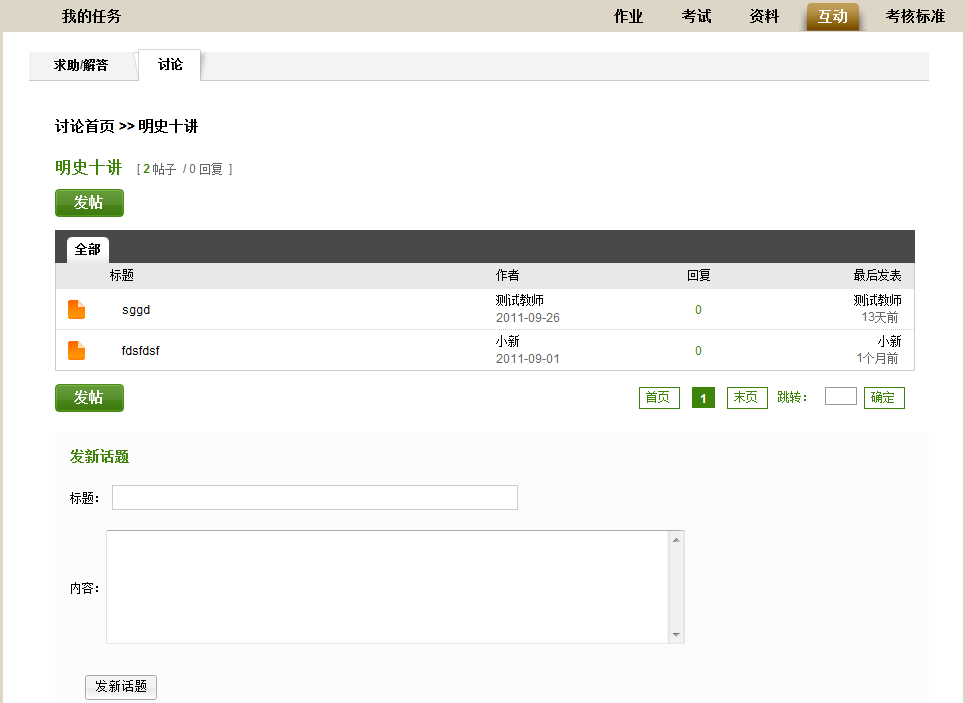 我的任务 作业 考试 资料 互动 考核标准
求助/解答 讨论
讨论首页 >> 明史十讲
明史十讲 [ 2 帖子 / 0 回复 ]
发帖
全部
标题 作者 回复 最后发表
sggd 测试教师 2011-09-26 0 测试教师 13天前
fdsfdsf 小新 2011-09-01 0 小新 1个月前
发帖 首页 1 末页 跳转： 确定
发新话题
标题：
内容：
发新话题